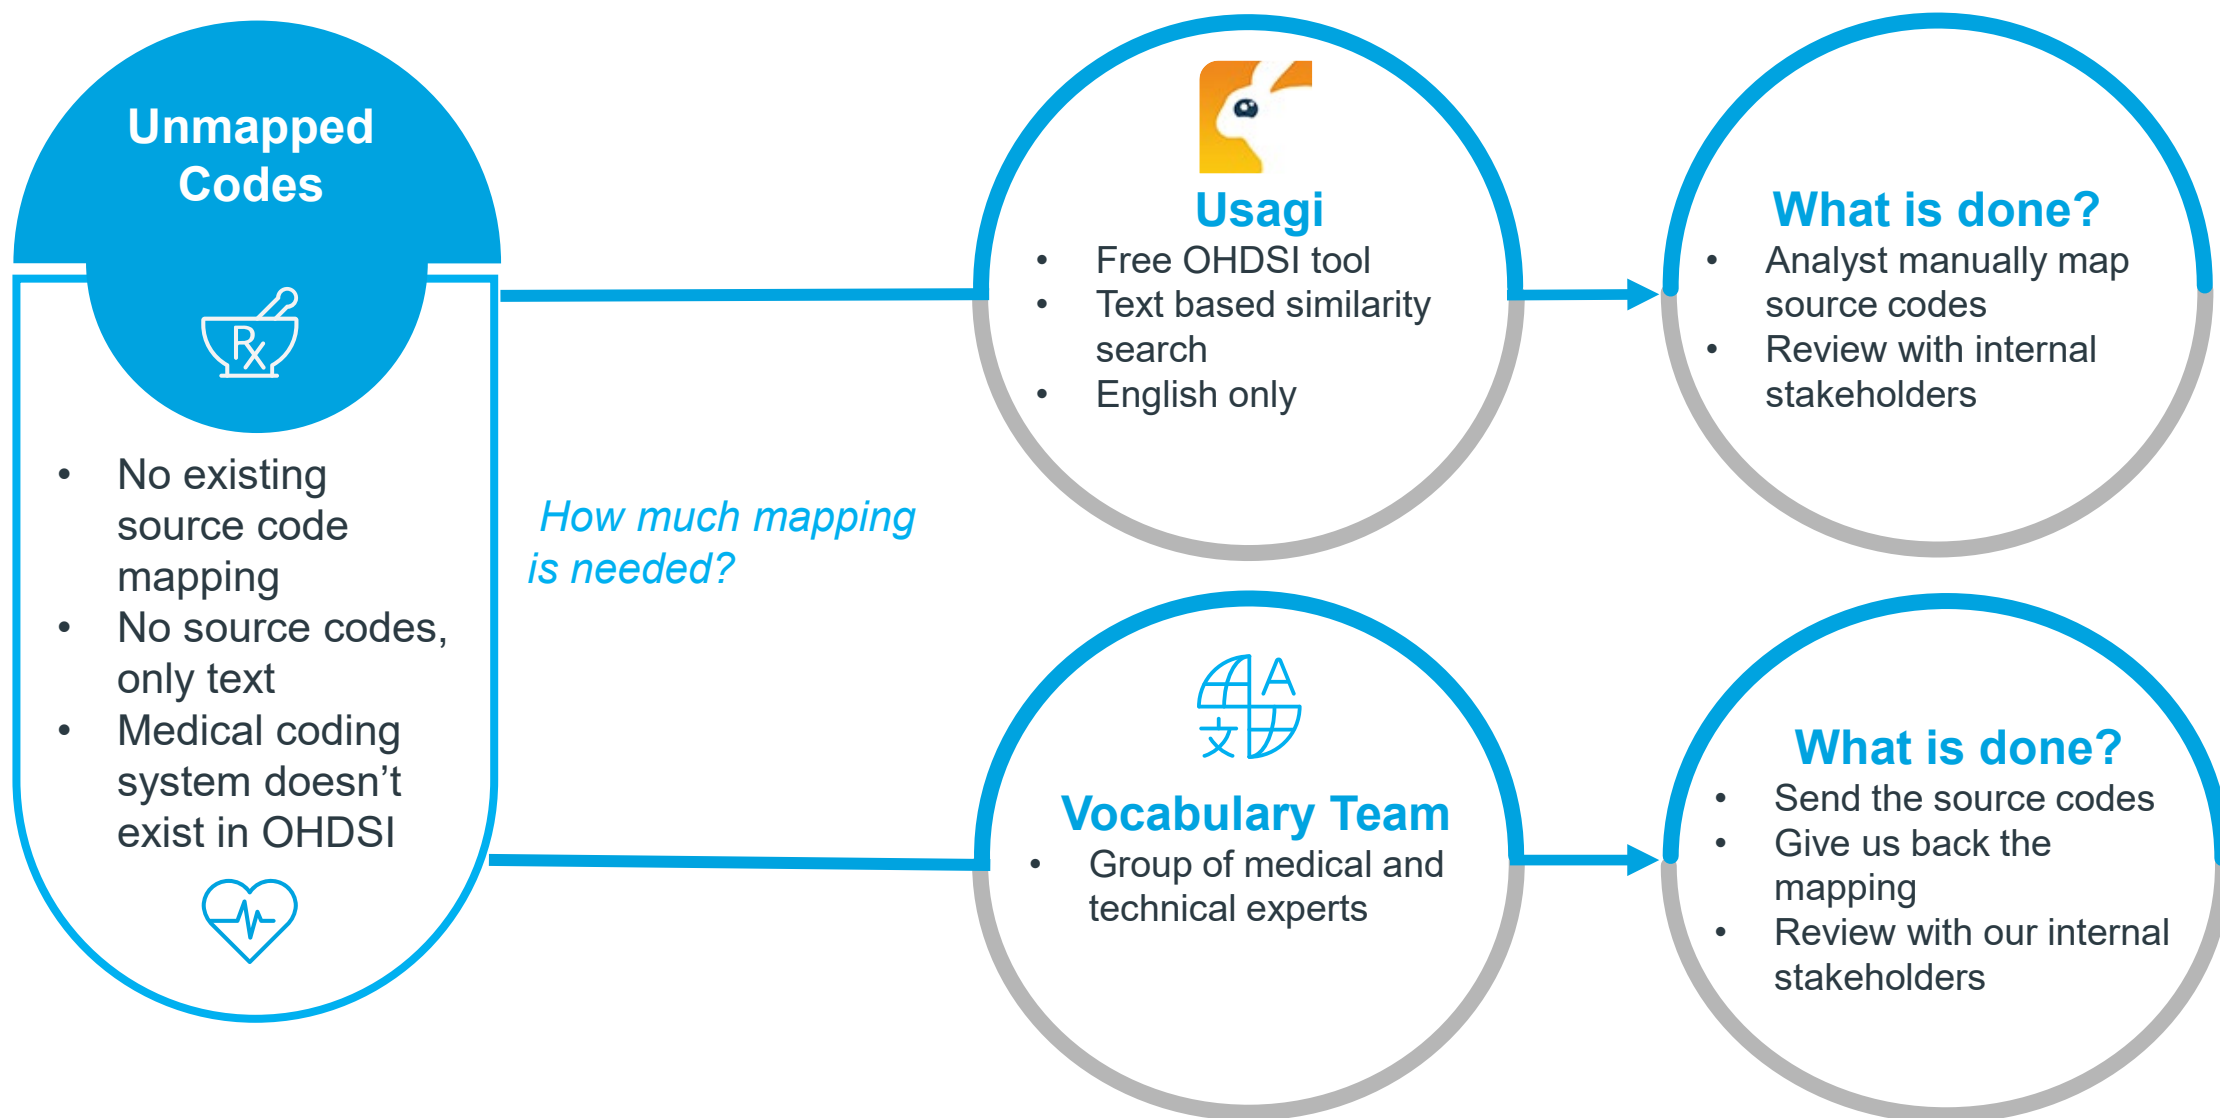 Unmapped
Codes
Rx
• No existing
source code
mapping
• No source codes,
only text
• Medical coding
system doesn’t
exist in OHDSI
How much mapping
is needed?
Usagi
• Free OHDSI tool
• Text based similarity
search
• English only
What is done?
• Analyst manually map
source codes
• Review with internal
stakeholders
A
文
Vocabulary Team
• Group of medical and
technical experts
What is done?
• Send the source codes
• Give us back the
mapping
• Review with our internal
stakeholders